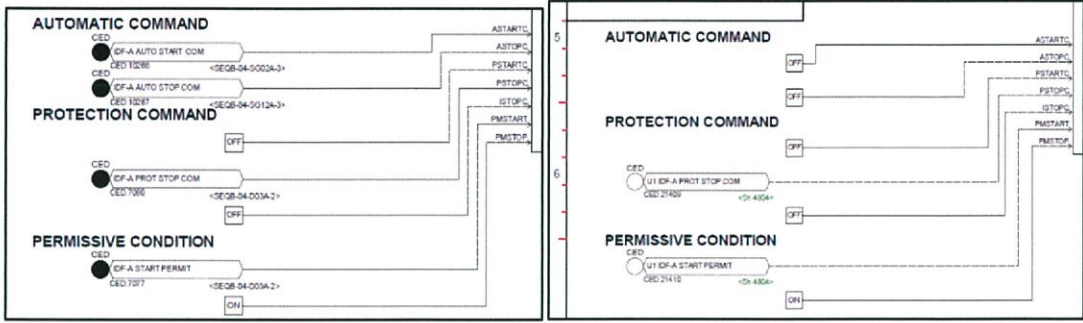 AUTOMATIC COMMAND
CED
IDF-A AUTO START COM
CED.10266
<SEQB-04-SG02A-3>
CED
IDF-A AUTO STOP COM
CED.10267
<SEQB-04-SG12A-3>
PROTECTION COMMAND
OFF
CED
IDF-A PROT STOP COM
CED.7080
<SEQB-04-D03A-2>
OFF
PERMISSIVE CONDITION
CED
IDF-A START PERMIT
CED.7077
<SEQB-04-D03A-2>
ON
ASTARTC
ASTOPC
PSTARTC
PSTOPC
ISTOPC
PMSTART
PMSTOP
5
6
AUTOMATIC COMMAND
OFF
OFF
PROTECTION COMMAND
OFF
CED
U1 IDF-A PROT STOP COM
CED.21409
<Sh 4804>
OFF
PERMISSIVE CONDITION
CED
U1 IDF-A START PERMIT
CED.21410
<Sh 4804>
ON
ASTARTC
ASTOPC
PSTARTC
PSTOPC
ISTOPC
PMSTART
PMSTOP